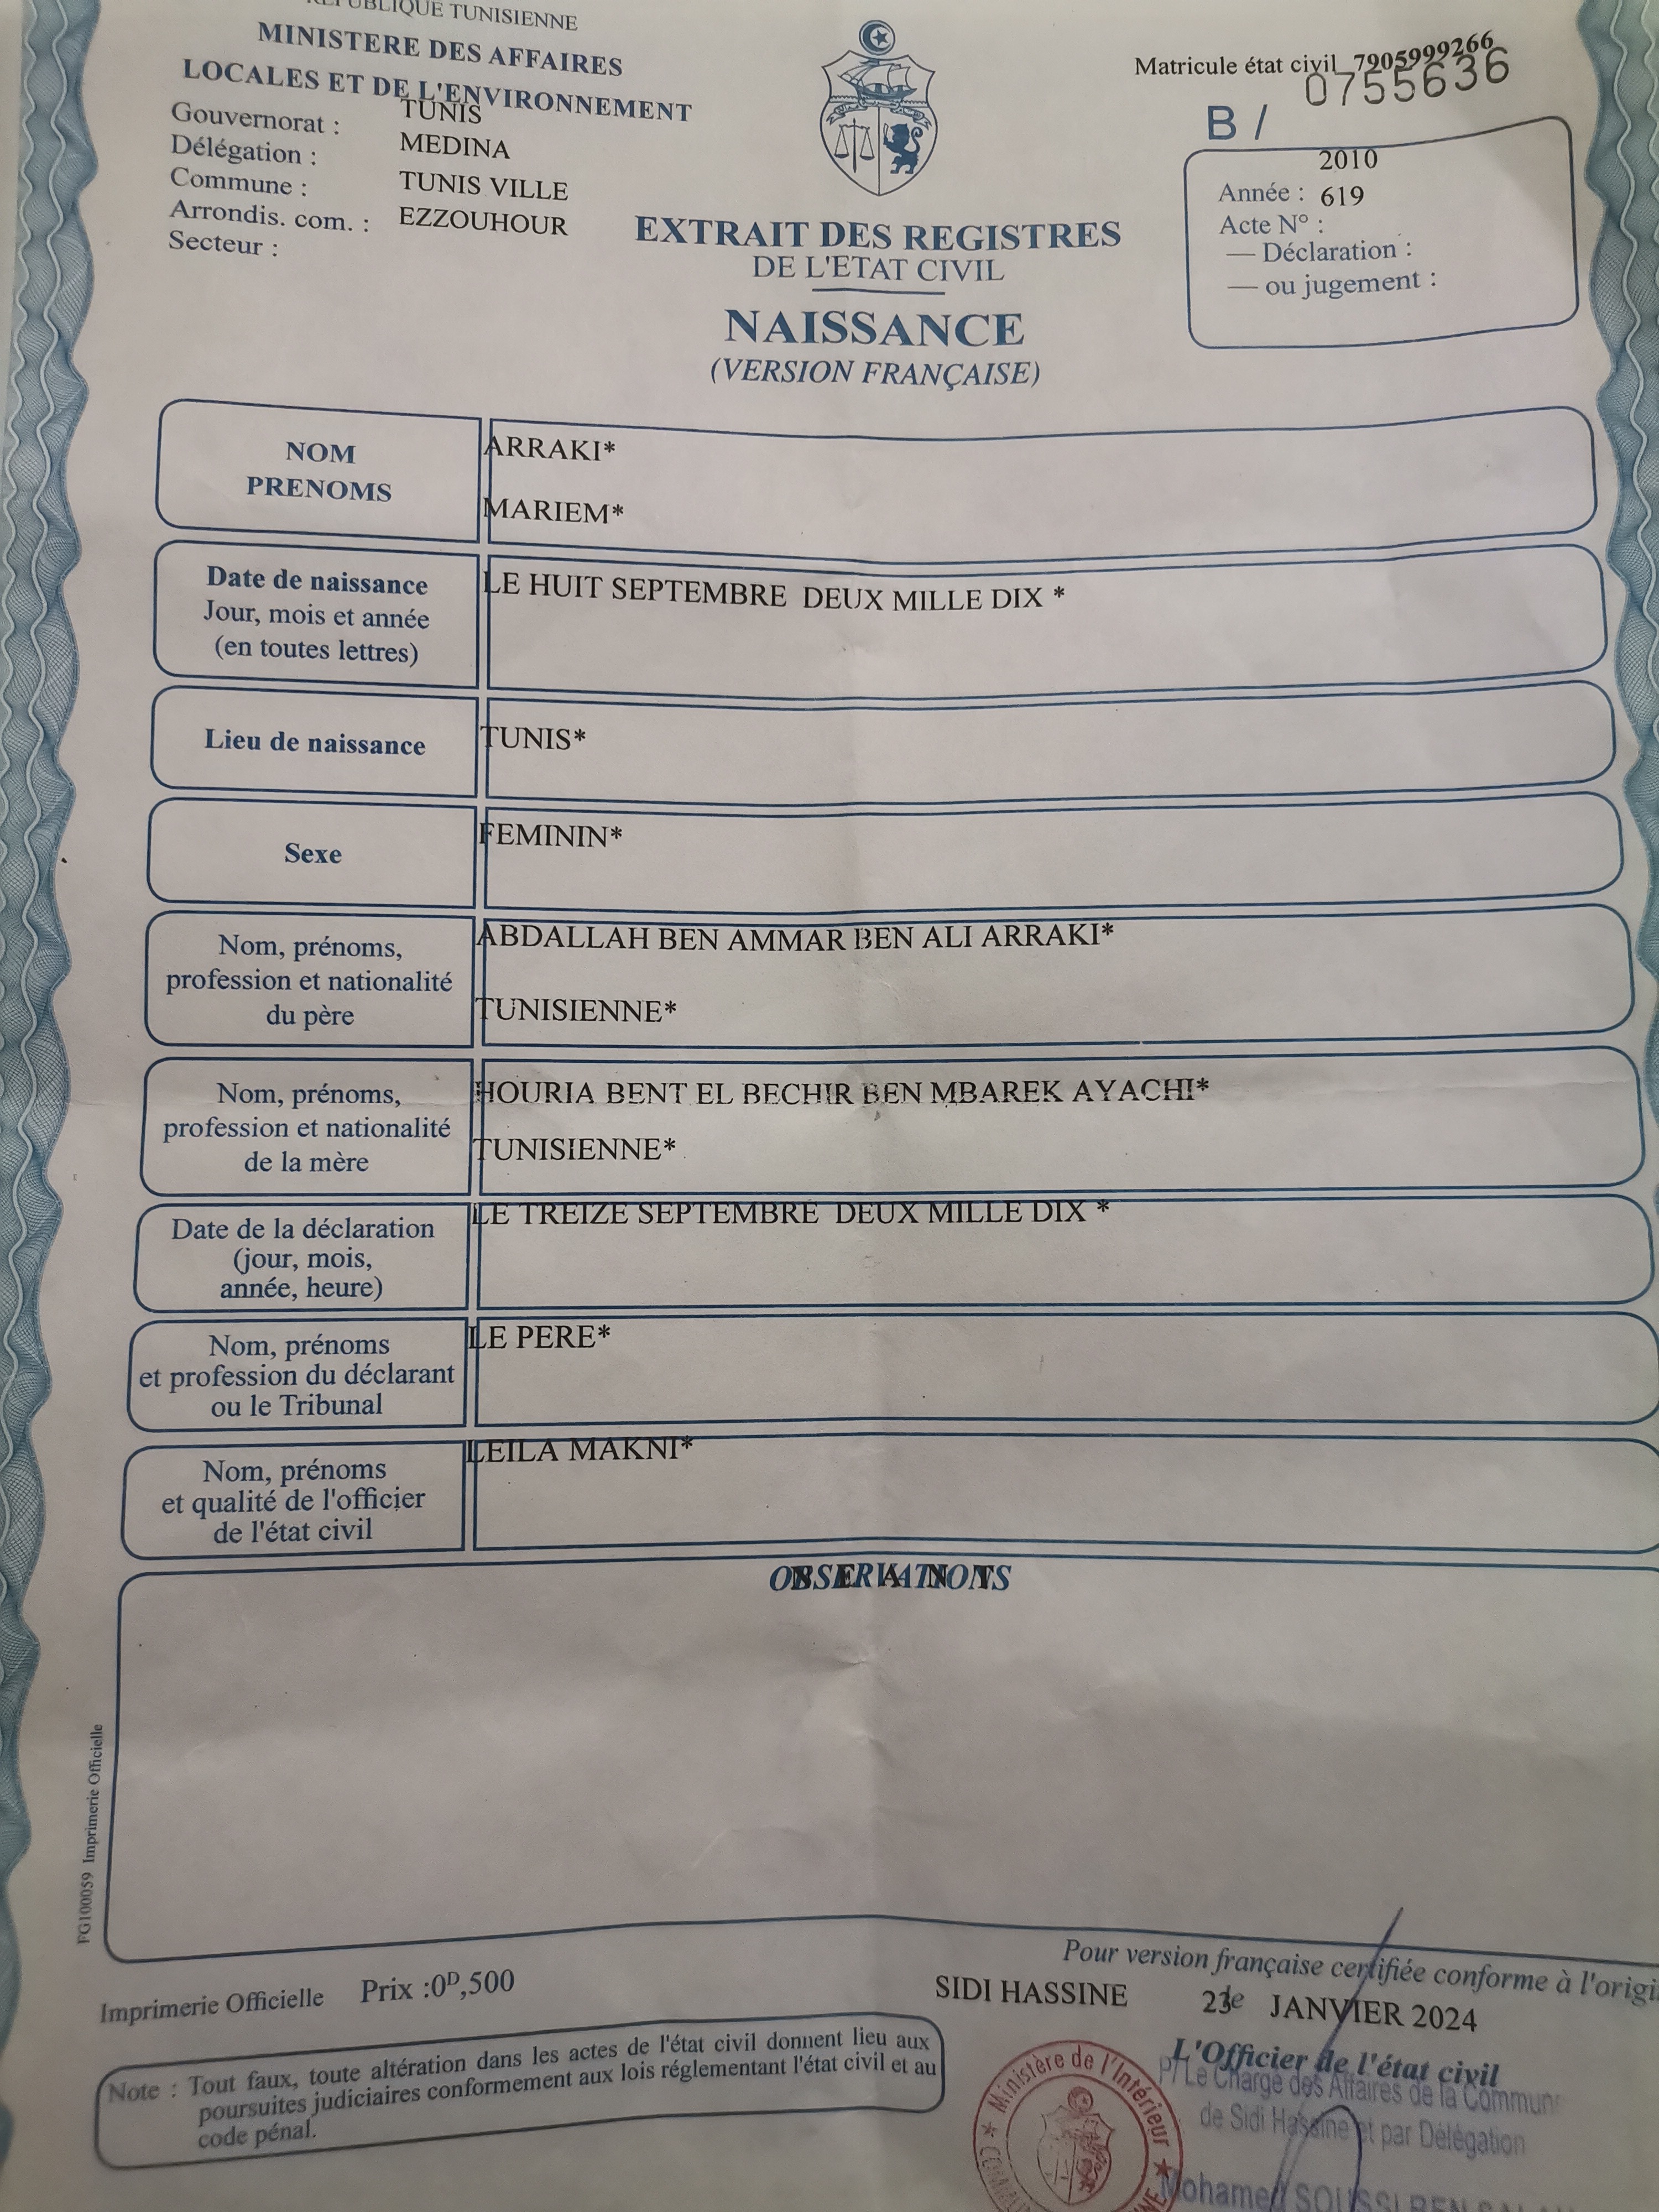 REPUBLIQUE TUNISIENNE
MINISTERE DES AFFAIRES
LOCALES ET DE L'ENVIRONNEMENT
Gouvernorat : TUNIS
Délégation : MEDINA
Commune : TUNIS VILLE
Arrondis. com. : EZZOUHOUR
Secteur :
Matricule état civil 7905999266
B / 0755636
2010
Année : 619
Acte N° :
— Déclaration :
— ou jugement :
EXTRAIT DES REGISTRES
DE L'ETAT CIVIL
NAISSANCE
(VERSION FRANÇAISE)
NOM
PRENOMS
ARRAKI*
MARIEM*
Date de naissance
Jour, mois et année
(en toutes lettres)
LE HUIT SEPTEMBRE DEUX MILLE DIX *
Lieu de naissance
TUNIS*
Sexe
FEMININ*
Nom, prénoms,
profession et nationalité
du père
ABDALLAH BEN AMMAR BEN ALI ARRAKI*
TUNISIENNE*
Nom, prénoms,
profession et nationalité
de la mère
HOURIA BENT EL BECHIR BEN MBAREK AYACHI*
TUNISIENNE*
Date de la déclaration
(jour, mois,
année, heure)
LE TREIZE SEPTEMBRE DEUX MILLE DIX *
Nom, prénoms
et profession du déclarant
ou le Tribunal
LE PERE*
Nom, prénoms
et qualité de l'officier
de l'état civil
LEILA MAKNI*
OBSERVATIONS
N E A N T
FG100059 Imprimerie Officielle
Imprimerie Officielle Prix :0D,500
Pour version française certifiée conforme à l'origi
SIDI HASSINE le 23 JANVIER 2024
L'Officier de l'état civil
P/ Le Chargé des Affaires de la Commun
de Sidi Hassine et par Délégation
Mohamed SOUSSI BEN
Ministère de l'Intérieur
Note : Tout faux, toute altération dans les actes de l'état civil donnent lieu aux
poursuites judiciaires conformement aux lois réglementant l'état civil et au
code pénal.